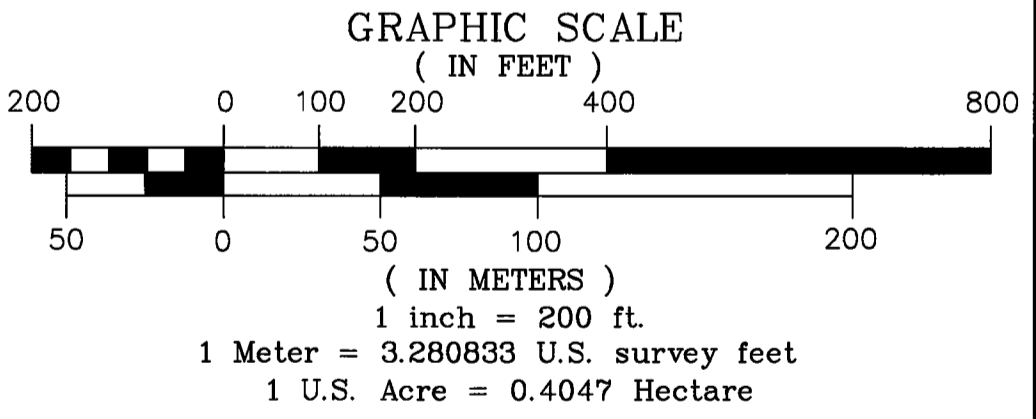 GRAPHIC SCALE
( IN FEET )
200 0 100 200 400 800
50 0 50 100 200
( IN METERS )
1 inch = 200 ft.
1 Meter = 3.280833 U.S. survey feet
1 U.S. Acre = 0.4047 Hectare